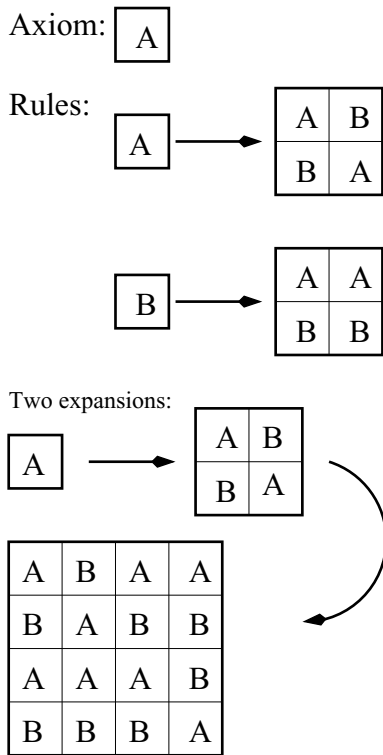 Axiom: A
Rules:
A A B
B A
B A A
B B
Two expansions:
A A B
B A
A B A A
B A B B
A A A B
B B B A